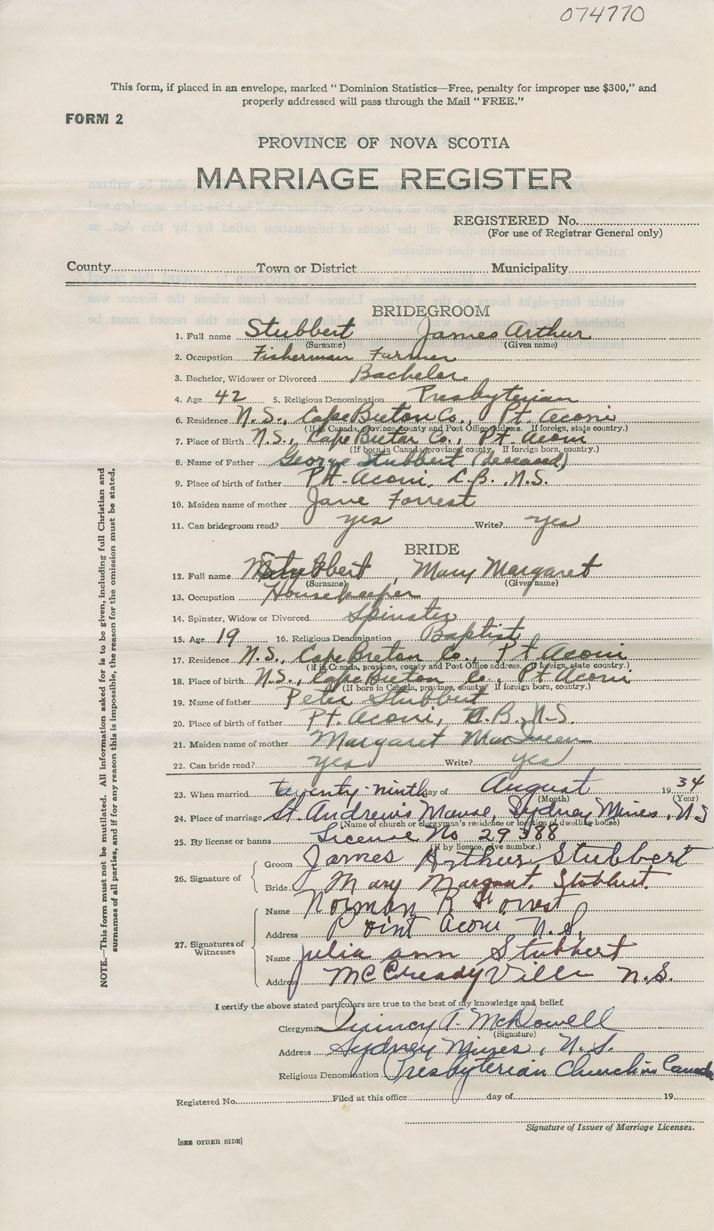 074770
This form, if placed in an envelope, marked "Dominion Statistics—Free, penalty for improper use $300," and
properly addressed will pass through the Mail "FREE."
FORM 2
PROVINCE OF NOVA SCOTIA
MARRIAGE REGISTER
REGISTERED No.
(For use of Registrar General only)
County Town or District Municipality
BRIDEGROOM
1. Full name Stubbert James Arthur
(Surname) (Given name)
2. Occupation Fisherman Farmer
3. Bachelor, Widower or Divorced Bachelor
4. Age 42 5. Religious Denomination Presbyterian
6. Residence N.S., Cape Breton Co., Pt. Aconi
(If in Canada, province, county and Post Office address. If foreign, state country.)
7. Place of Birth N.S., Cape Breton Co., Pt. Aconi
(If born in Canada, province, county. If foreign born, country.)
8. Name of Father George Stubbert (deceased)
9. Place of birth of father Pt. Aconi, C.B., N.S.
10. Maiden name of mother Jane Forrest
11. Can bridegroom read? yes Write? yes
BRIDE
12. Full name Stubbert, Mary Margaret
(Surname) (Given name)
13. Occupation Housekeeper
14. Spinster, Widow or Divorced Spinster
15. Age 19 16. Religious Denomination Baptist
17. Residence N.S., Cape Breton Co., Pt. Aconi
(If in Canada, province, county and Post Office address. If foreign, state country.)
18. Place of Birth N.S., Cape Breton Co., Pt Aconi
(If born in Canada, province, county. If foreign born, country.)
19. Name of father Peter Stubbert
20. Place of birth of father Pt. Aconi, C.B., N.S.
21. Maiden name of mother Margaret MacQueen
22. Can bride read? yes Write? yes
23. When married twenty-ninth day of August 1934
(Month) (Year)
24. Place of marriage St. Andrew's Manse, Sydney Mines, N.S
(Name of church or clergyman's residence or location of dwelling house)
25. By license or banns License No 29388
(If by licence, give number.)
26. Signature of
Groom James Arthur Stubbert
Bride Mary Margaret Stubbert
27. Signatures of Witnesses
Name Norman R Forrest
Address Point Aconi N.S.
Name Julia ann Stubbert
Address McCreadyVille N.S.
I certify the above stated particulars are true to the best of my knowledge and belief.
Clergyman Quincy A. McDowell
(Signature)
Address Sydney Mines, N.S.
Religious Denomination Presbyterian Church in Canada
Registered No. Filed at this office day of 19
Signature of Issuer of Marriage Licenses.
[SEE OTHER SIDE]
NOTE.—This form must not be mutilated. All information asked for is to be given, including full Christian and
surnames of all parties, and if for any reason this is impossible, the reason for the omission must be stated.